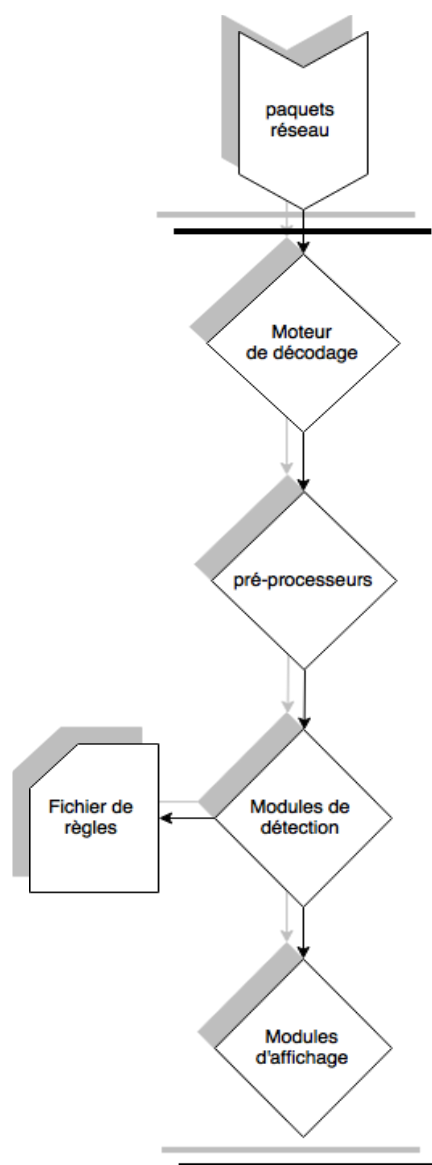 paquets
réseau
Moteur
de décodage
pré-processeurs
Fichier de
règles
Modules de
détection
Modules
d'affichage